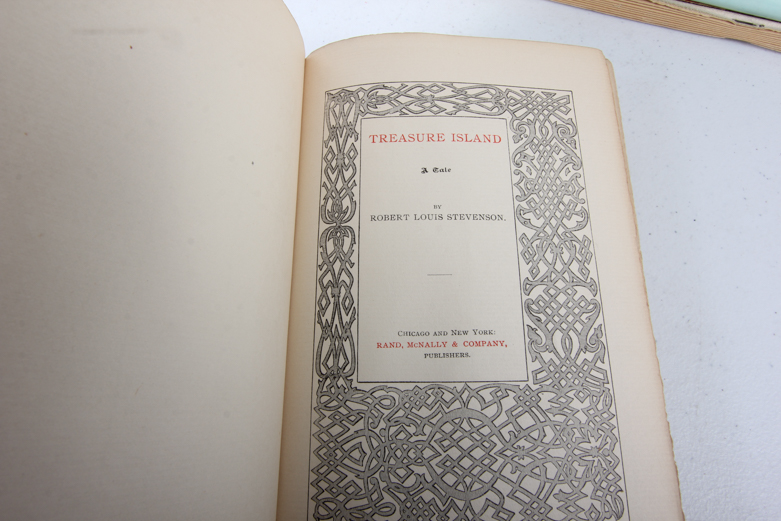 TREASURE ISLAND
A Tale
BY
ROBERT LOUIS STEVENSON.
CHICAGO AND NEW YORK:
RAND, McNALLY & COMPANY,
PUBLISHERS.